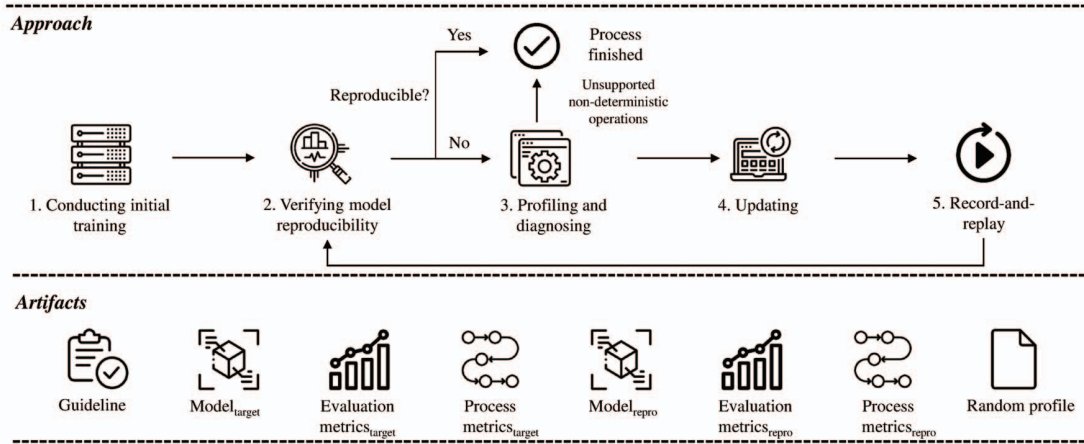 Approach
Yes
Process
finished
Reproducible?
Unsupported
non-deterministic
operations
No
1. Conducting initial
training
2. Verifying model
reproducibility
3. Profiling and
diagnosing
4. Updating
5. Record-and-
replay
Artifacts
Guideline
Modeltarget
Evaluation
metricstarget
Process
metricstarget
Modelrepro
Evaluation
metricsrepro
Process
metricsrepro
Random profile